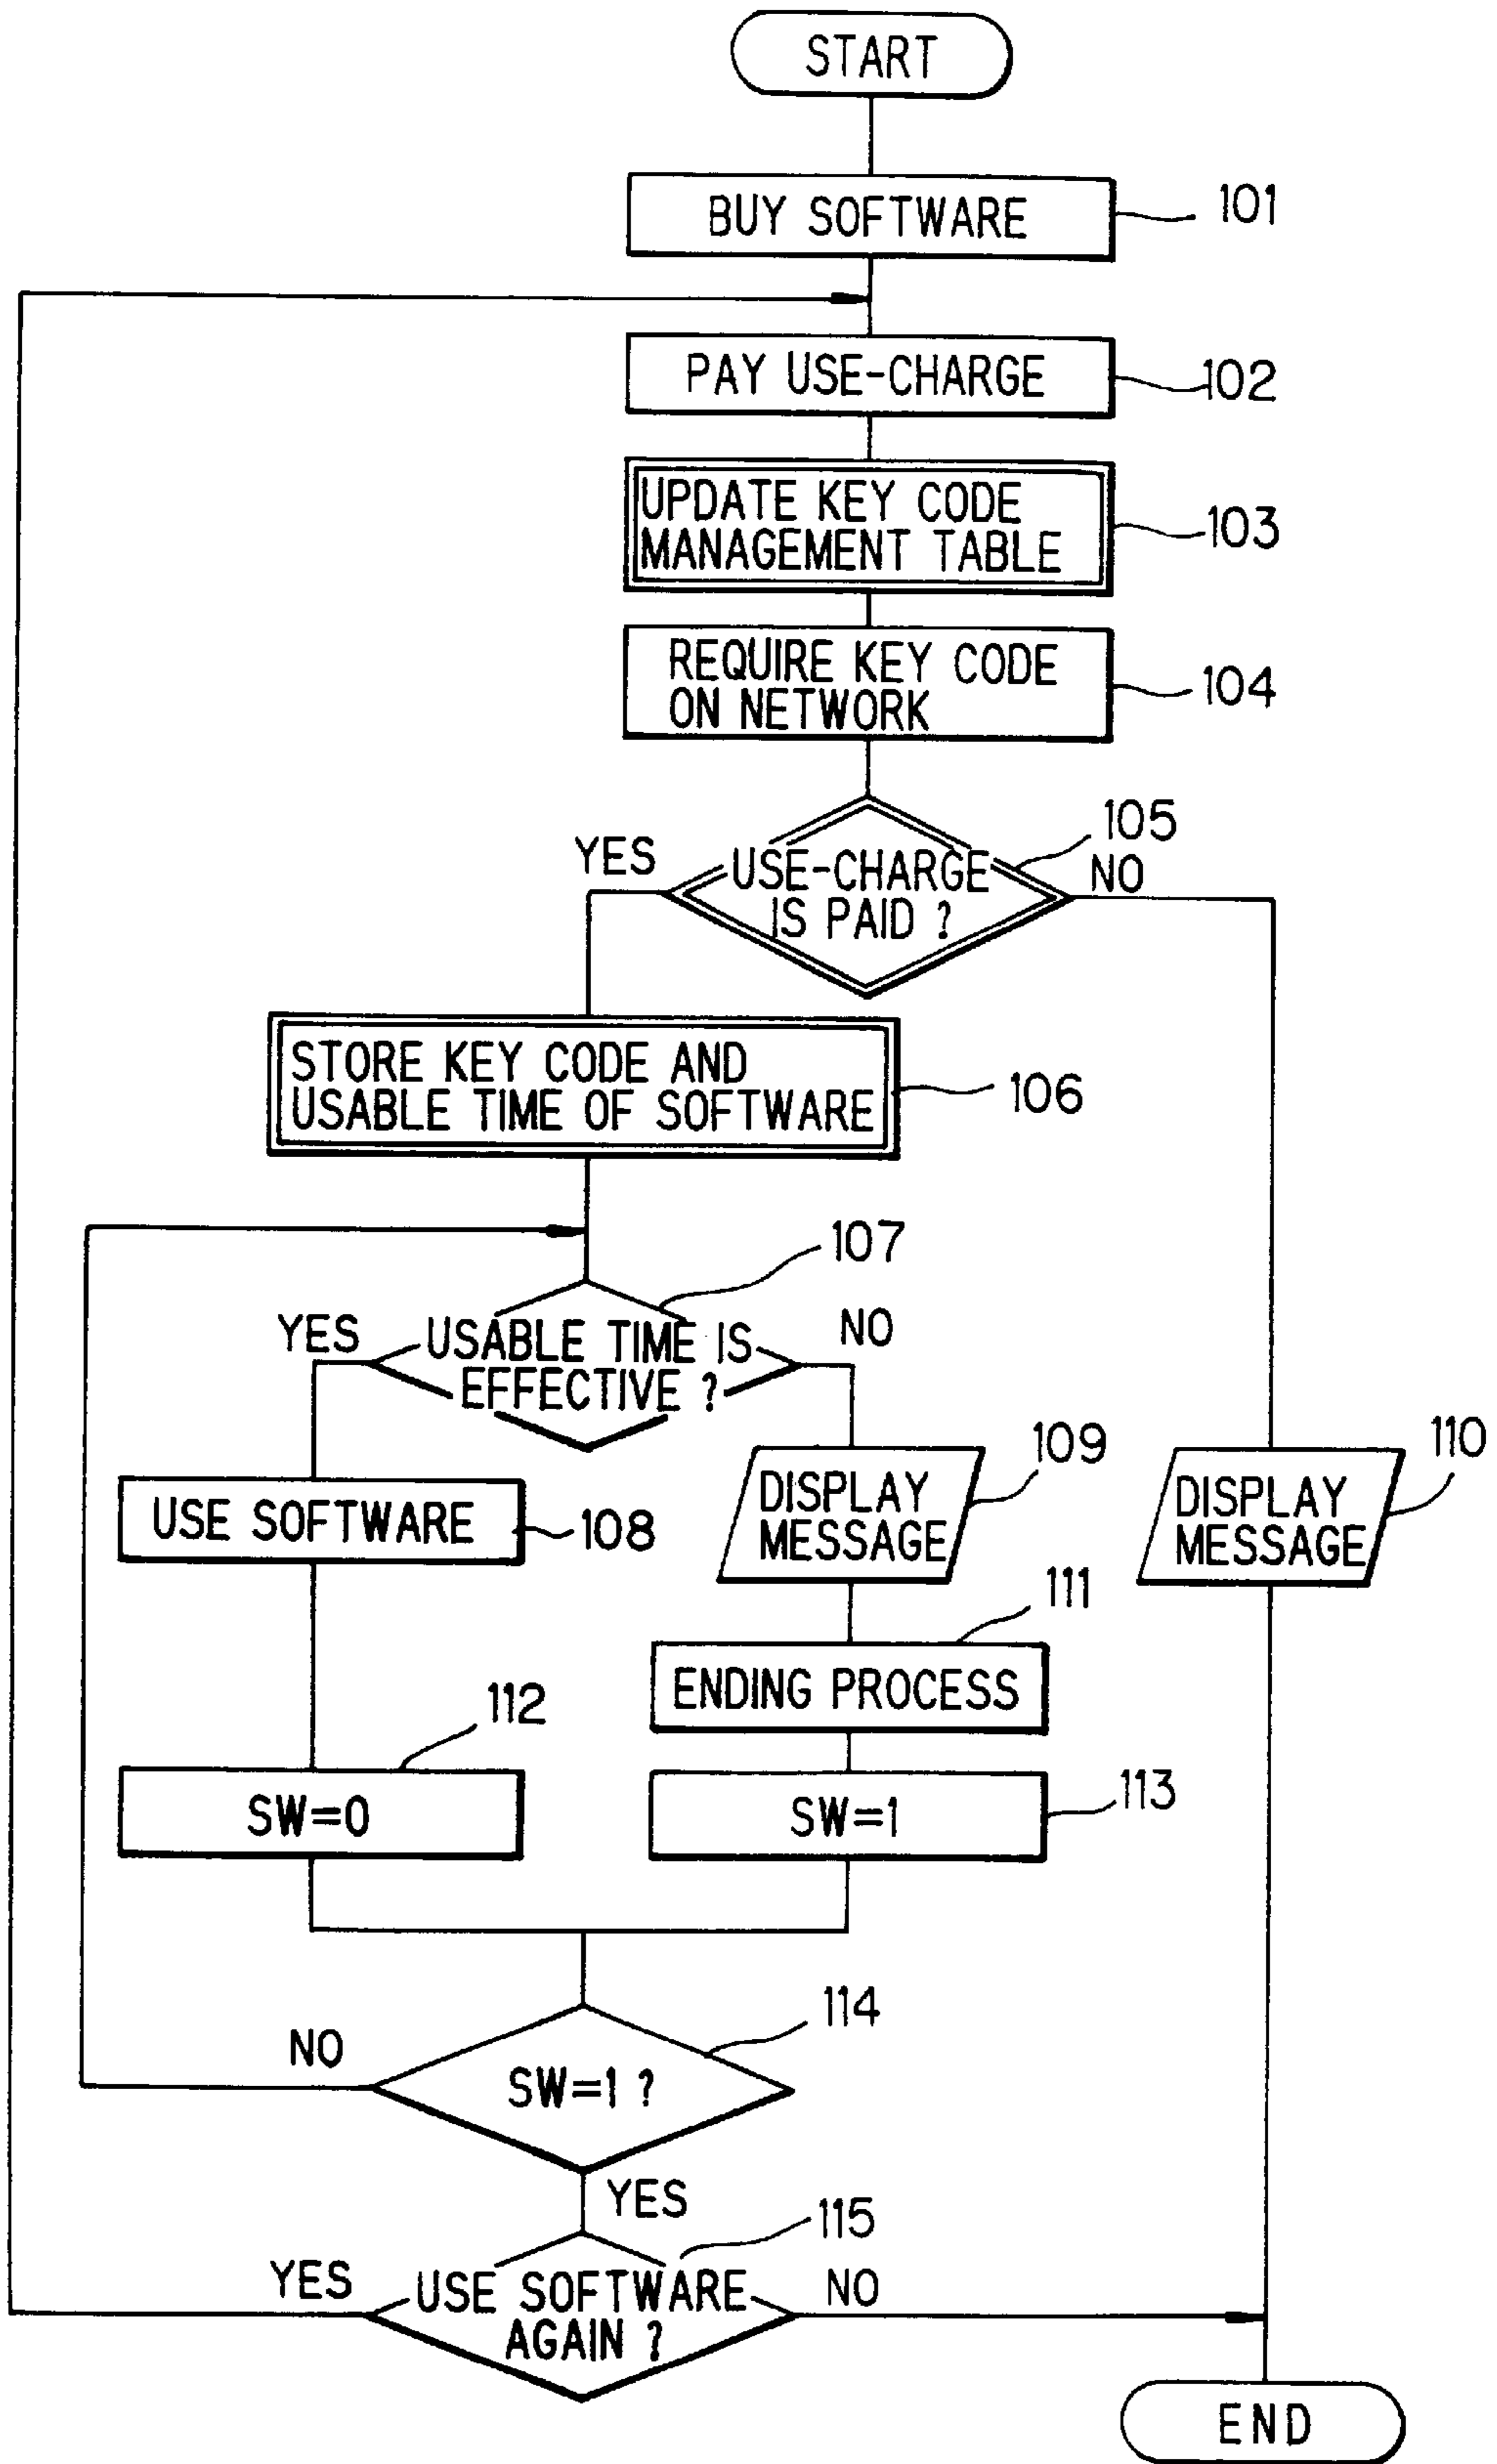 START
BUY SOFTWARE
101
PAY USE-CHARGE
102
UPDATE KEY CODE
MANAGEMENT TABLE
103
REQUIRE KEY CODE
ON NETWORK
104
105
YES
USE-CHARGE
IS PAID ?
NO
STORE KEY CODE AND
USABLE TIME OF SOFTWARE
106
107
YES
USABLE TIME IS
EFFECTIVE ?
NO
USE SOFTWARE
108
DISPLAY
MESSAGE
109
DISPLAY
MESSAGE
110
111
ENDING PROCESS
112
SW=0
SW=1
113
114
NO
SW=1 ?
YES
115
YES
USE SOFTWARE
AGAIN ?
NO
END